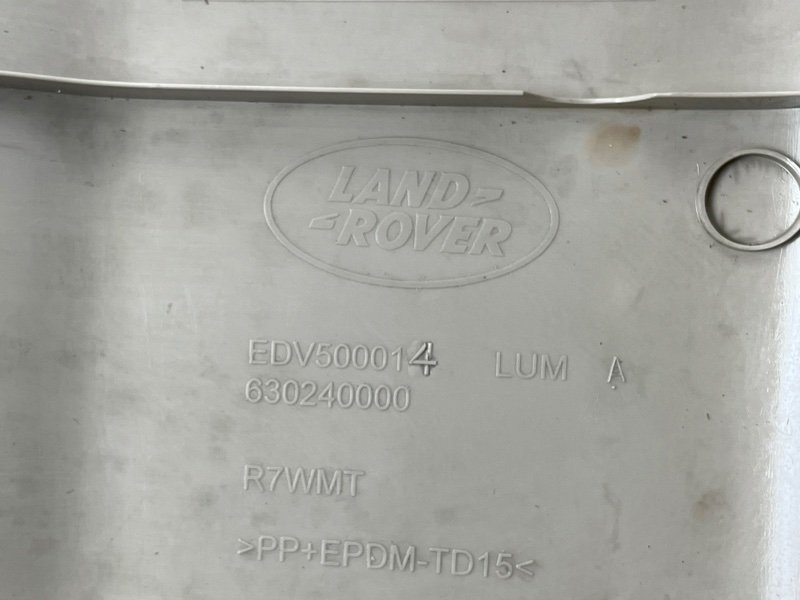 LAND
ROVER
EDV500014 LUM A
630240000
R7WMT
>PP+EPDM-TD15<